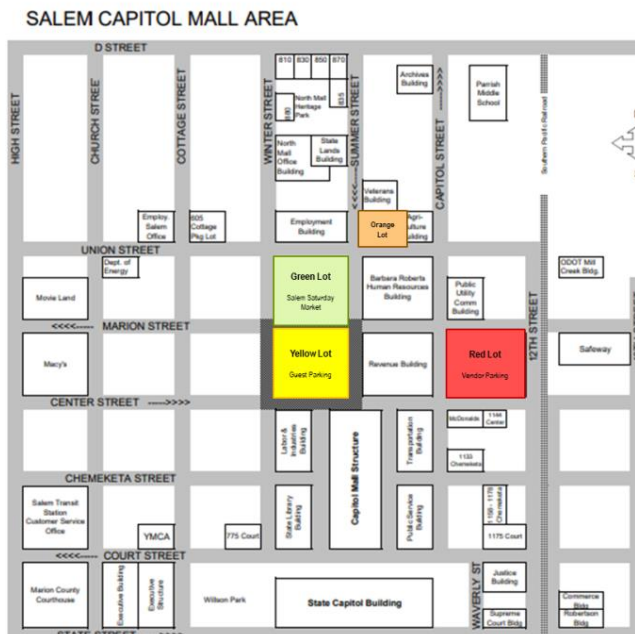 SALEM CAPITOL MALL AREA
D STREET
HIGH STREET
CHURCH STREE
COTTAGE STREET
WINTER STREET
<<<<-----SUMMER STREET
CAPITOL STREET ----->>>>
810 830 850 870
880
835
North Mall
Heritage
Park
Archives
Building
Parrish
Middle
School
Southern Pacific Railroad
North
Mall
Office
Building
State
Lands
Building
Veterans
Building
Employ.
Salem
Office
605
Cottage
Pkg Lot
Employment
Building
Orange
Lot
Agri-
culture
uilding
UNION STREET
Dept. of
Energy
Green Lot
Salem Saturday
Market
Barbara Roberts
Human Resources
Building
Public
Utility
Comm
Building
ODOT Mill
Creek Bldg.
Movie Land
<<<<----- MARION STREET
12TH STREET
Macy's
Yellow Lot
Guest Parking
Revenue Building
Red Lot
Vendor Parking
Safeway
CENTER STREET ----->>>>
Labor &
Industries
Building
Capitol Mall Structure
Transportation
Building
McDonalds
1144
Center
1133
Chemeketa
CHEMEKETA STREET
Salem Transit
Station
Customer Service
Office
YMCA
775 Court
State Library
Building
Public Service
Building
1158 - 1178
Chemeketa
1175 Court
<<<<----- COURT STREET
Marion County
Courthouse
Executive Building
Executive
Structure
Willson Park
State Capitol Building
WAVERLY ST
Justice
Building
Supreme
Court Bldg
Commerce
Bldg
Robertson
Bldg
STATE STREET ----->>>>